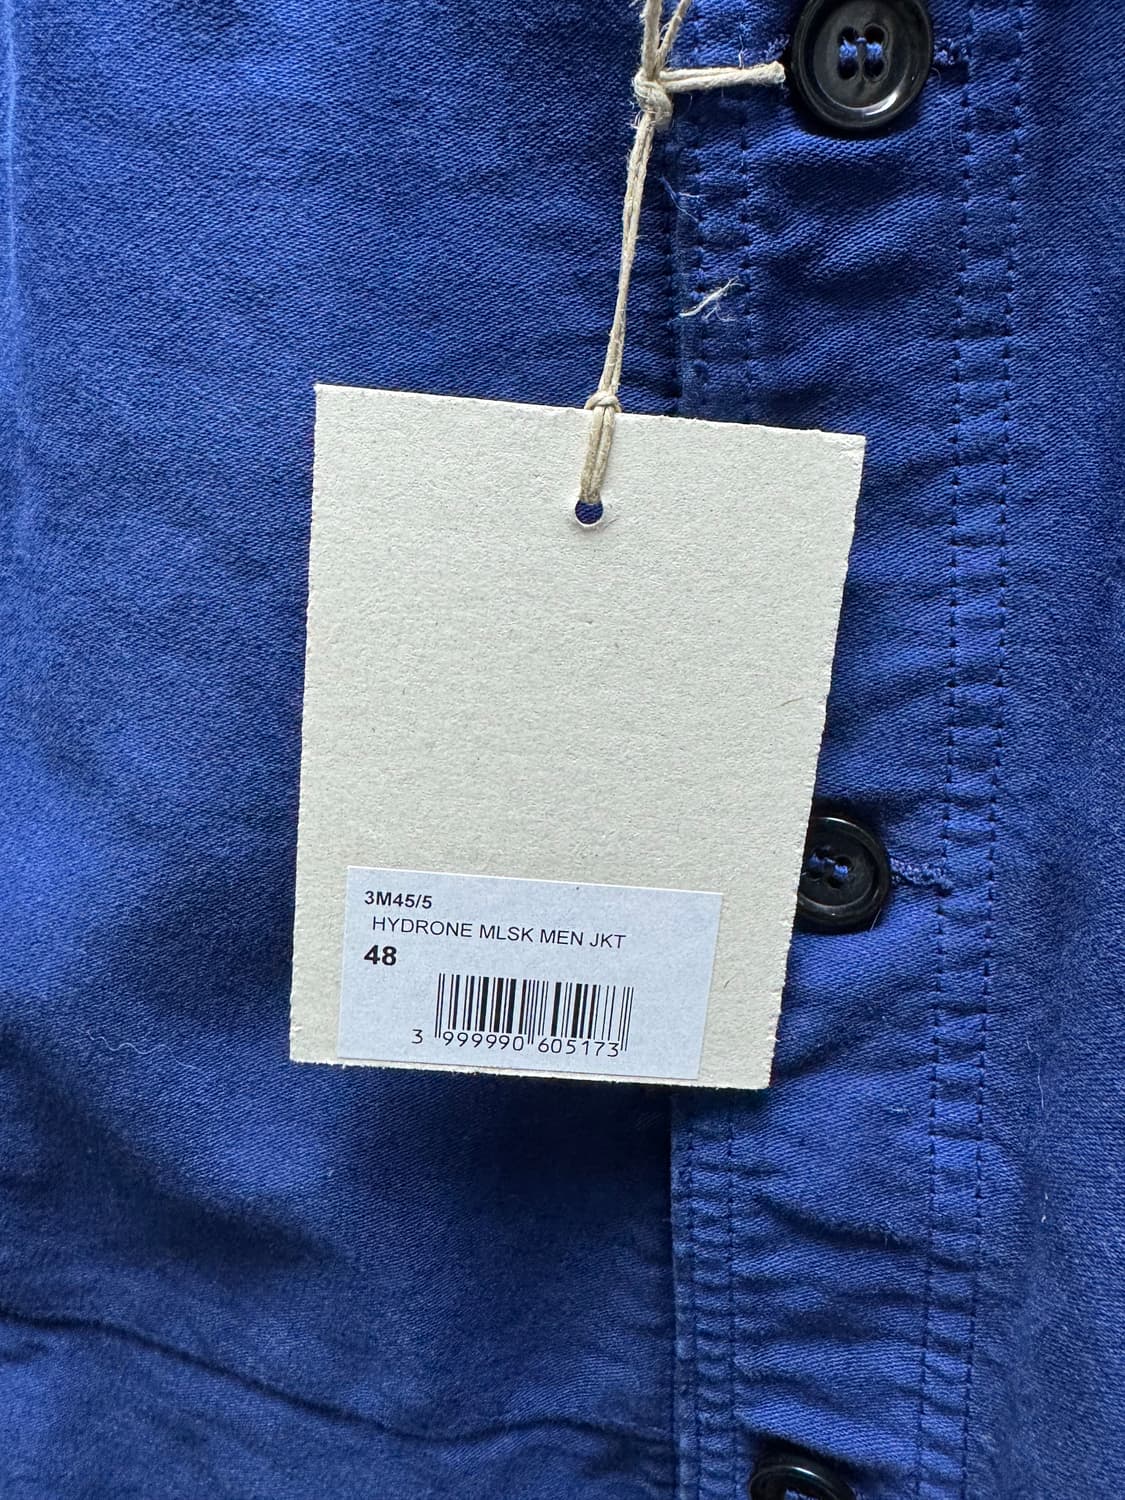 3M45/5
HYDRONE MLSK MEN JKT
48
3 999990 605173